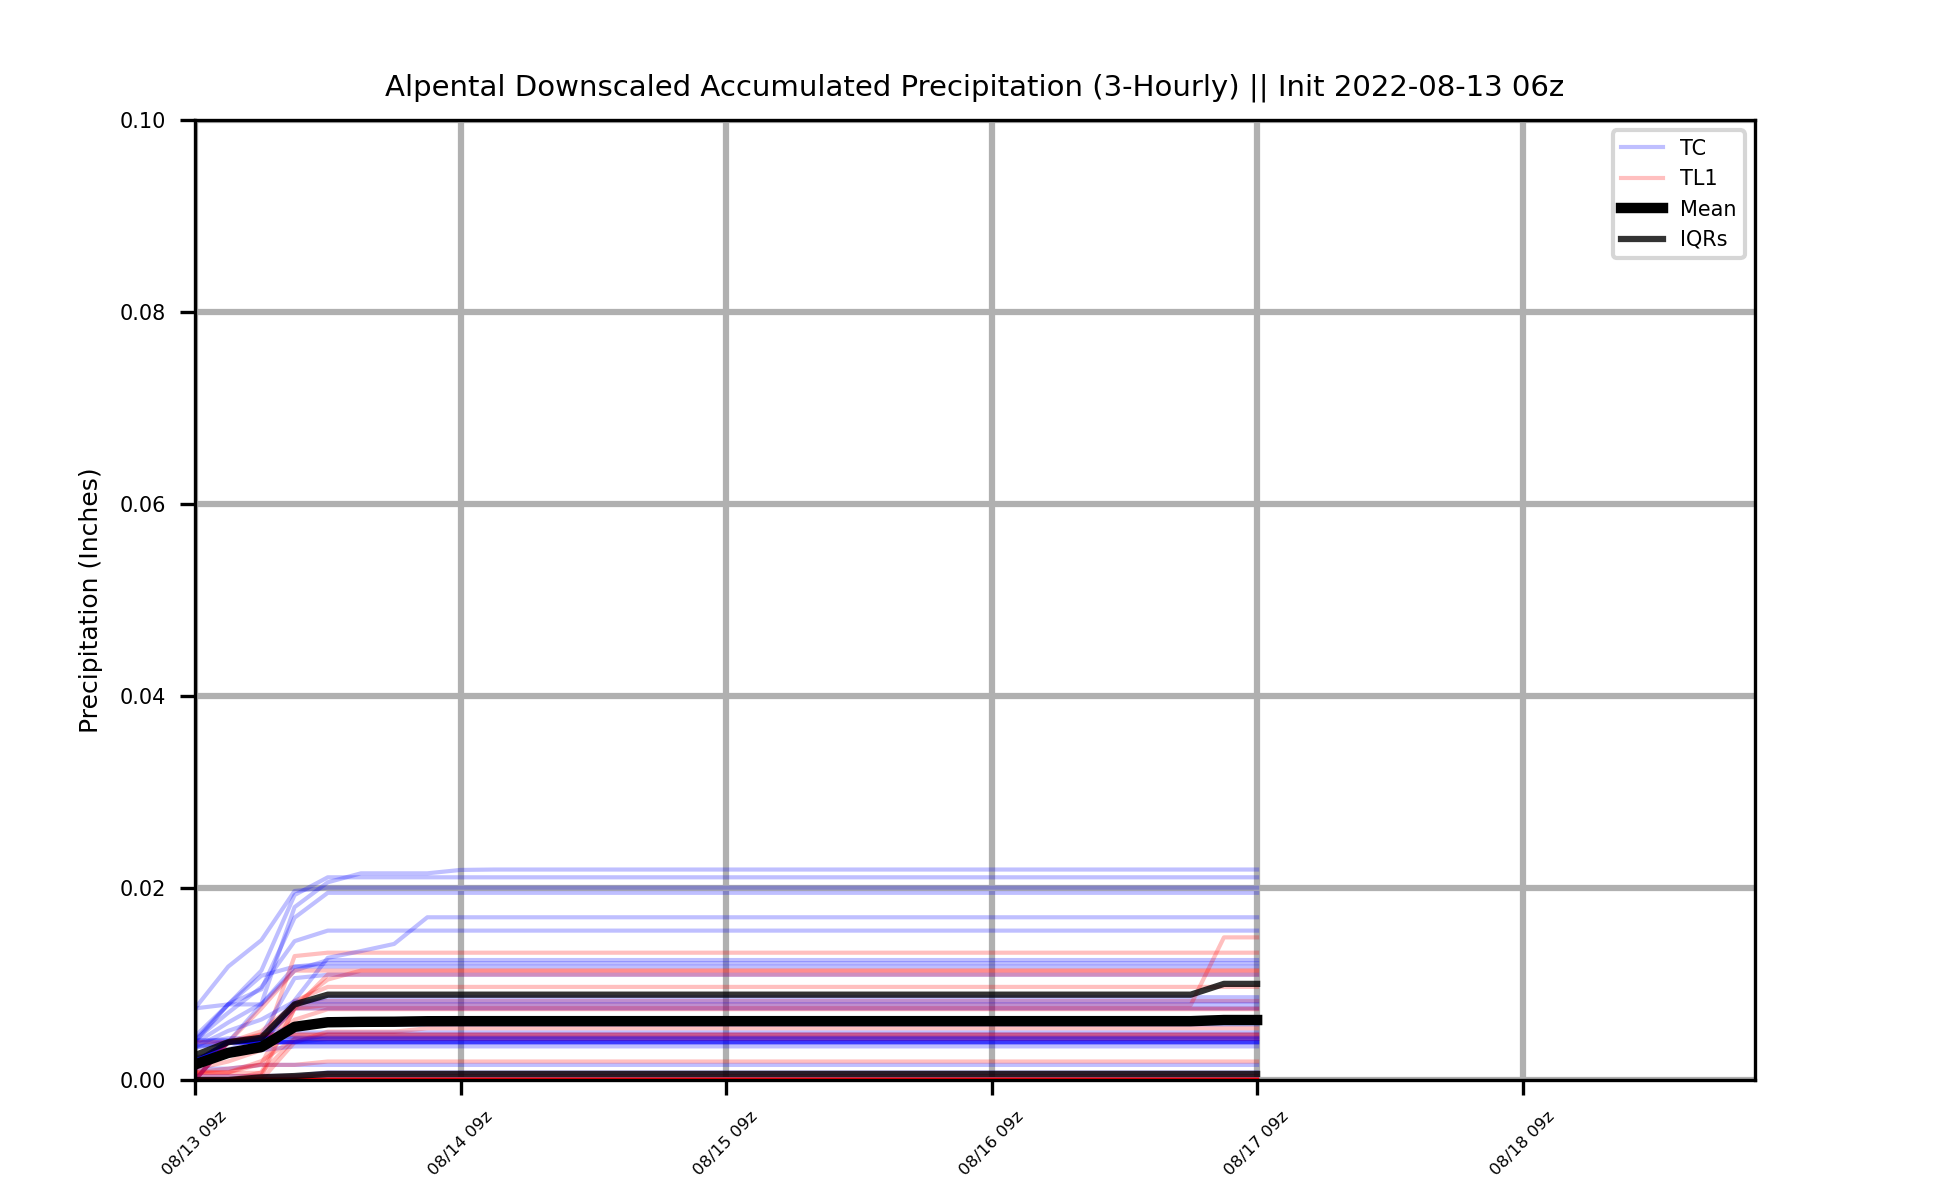 Alpental Downscaled Accumulated Precipitation (3-Hourly) || Init 2022-08-13 06z
TC
TL1
Mean
IQRs
Precipitation (Inches)
0.10
0.08
0.06
0.04
0.02
0.00
08/13 09z
08/14 09z
08/15 09z
08/16 09z
08/17 09z
08/18 09z